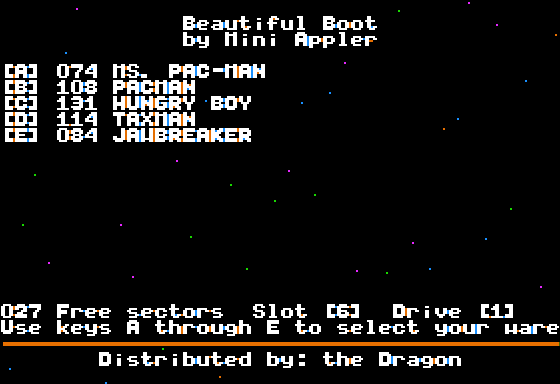 Beautiful Boot
by Mini Appler
[A] 074 MS. PAC-MAN
[B] 108 PACMAN
[C] 131 HUNGRY BOY
[D] 114 TAXMAN
[E] 084 JAWBREAKER
027 Free sectors Slot [6] Drive [1]
Use keys A through E to select your ware
Distributed by: the Dragon